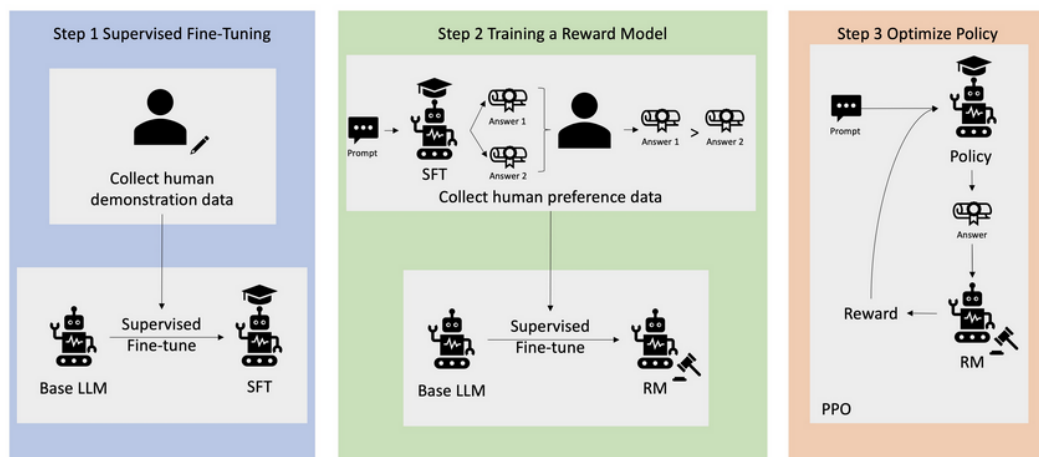 Step 1 Supervised Fine-Tuning
Collect human
demonstration data
Supervised
Fine-tune
Base LLM
SFT
Step 2 Training a Reward Model
Prompt
SFT
Answer 1
Answer 2
Answer 1
>
Answer 2
Collect human preference data
Supervised
Fine-tune
Base LLM
RM
Step 3 Optimize Policy
Prompt
Policy
Answer
Reward
RM
PPO